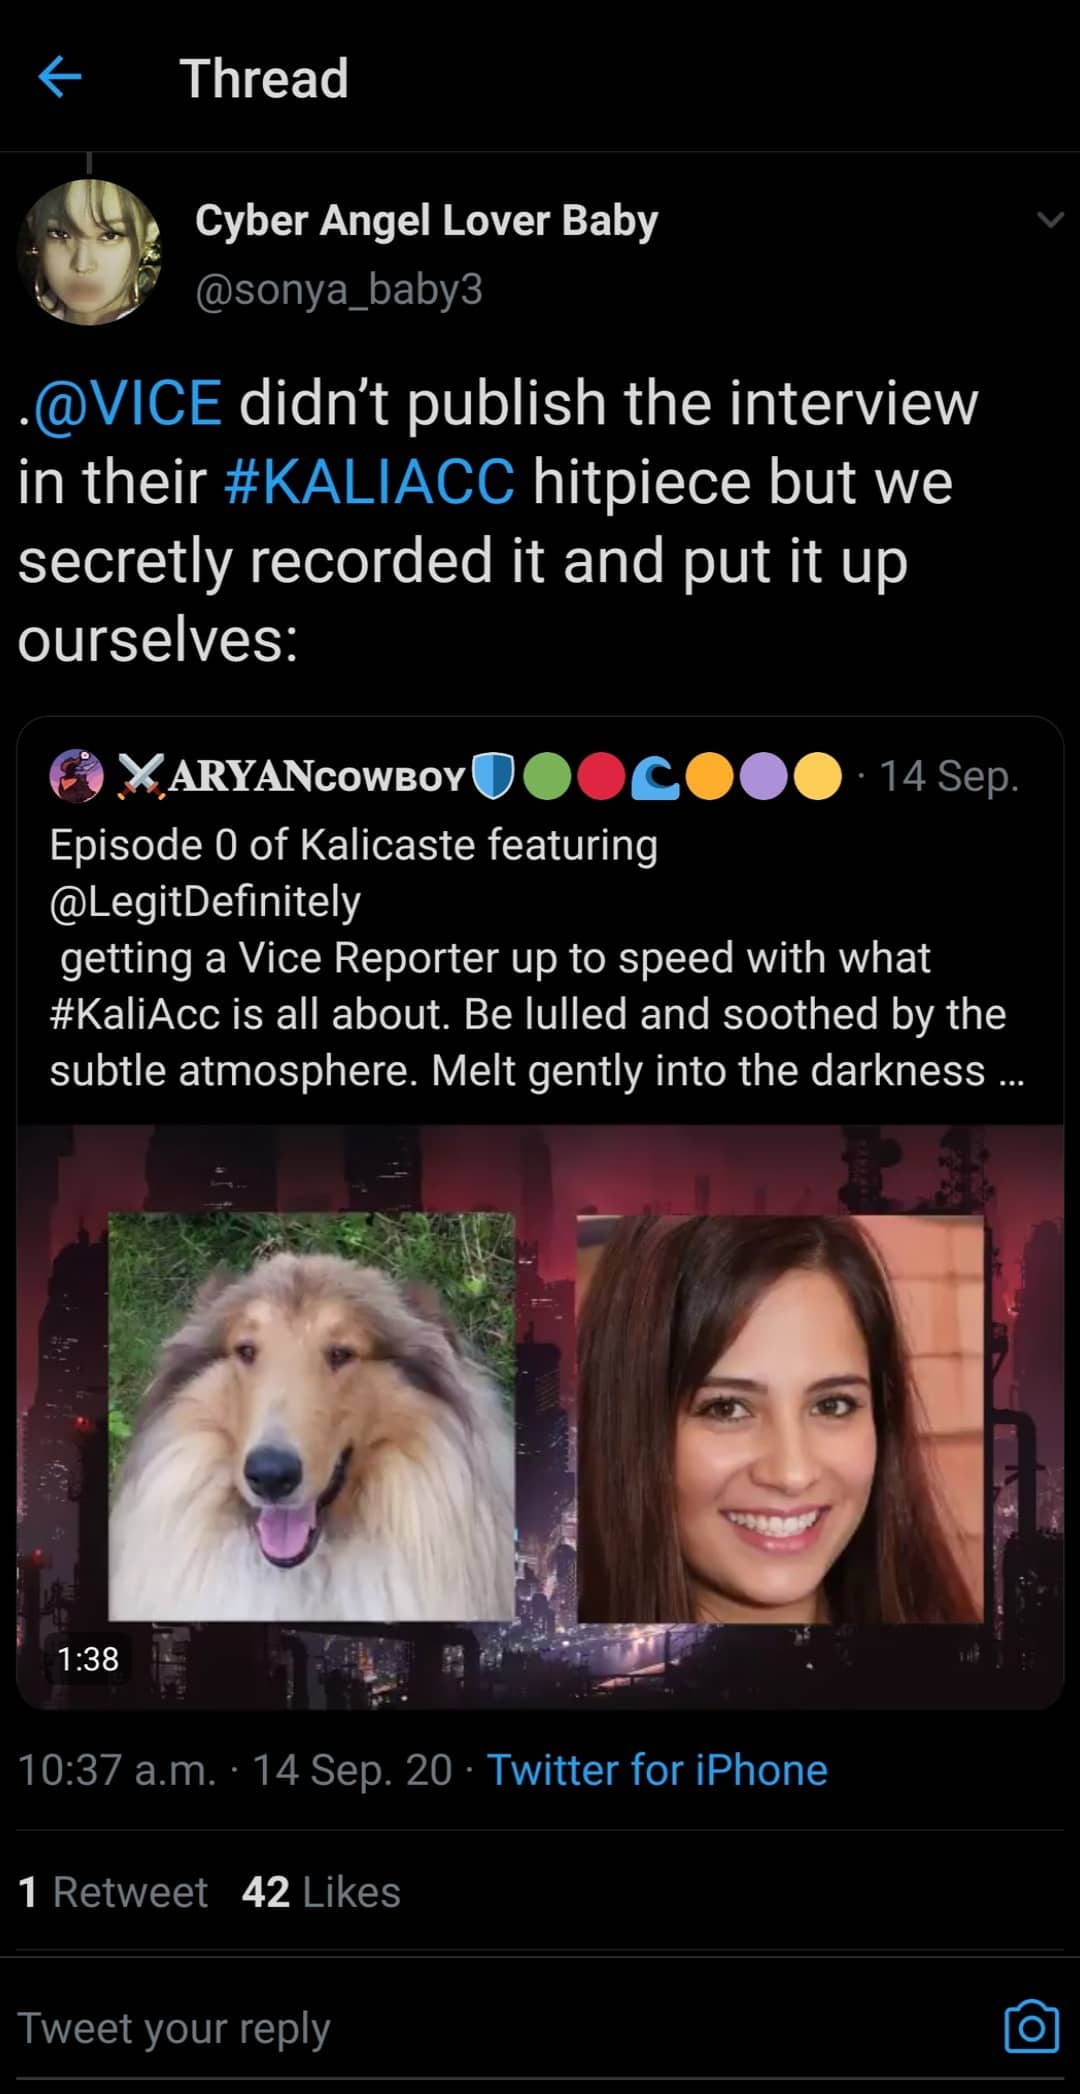 Thread
Cyber Angel Lover Baby
@sonya_baby3
.@VICE didn’t publish the interview
in their #KALIACC hitpiece but we
secretly recorded it and put it up
ourselves:
⚔️ARYANCOWBOY🛡️🟢🔴🌊🟠🟣🟡 · 14 Sep.
Episode 0 of Kalicaste featuring
@LegitDefinitely
getting a Vice Reporter up to speed with what
#KaliAcc is all about. Be lulled and soothed by the
subtle atmosphere. Melt gently into the darkness ...
1:38
10:37 a.m. · 14 Sep. 20 · Twitter for iPhone
1 Retweet 42 Likes
Tweet your reply